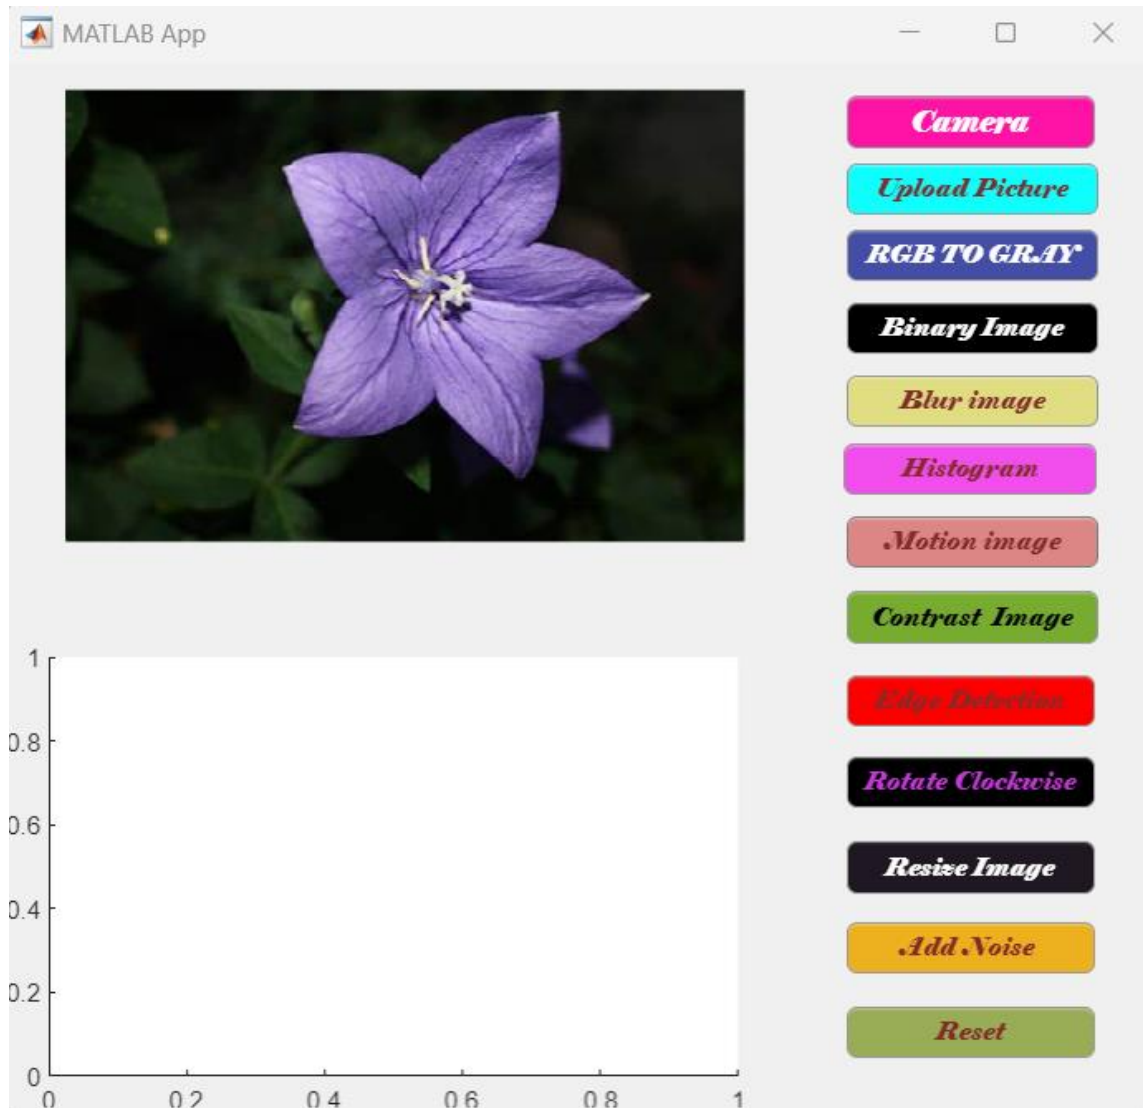 MATLAB App
Camera
Upload Picture
RGB TO GRAY
Binary Image
Blur image
Histogram
Motion image
Contrast Image
Edge Detection
Rotate Clockwise
Resize Image
Add Noise
Reset
1
0.8
0.6
0.4
0.2
0
0 0.2 0.4 0.6 0.8 1